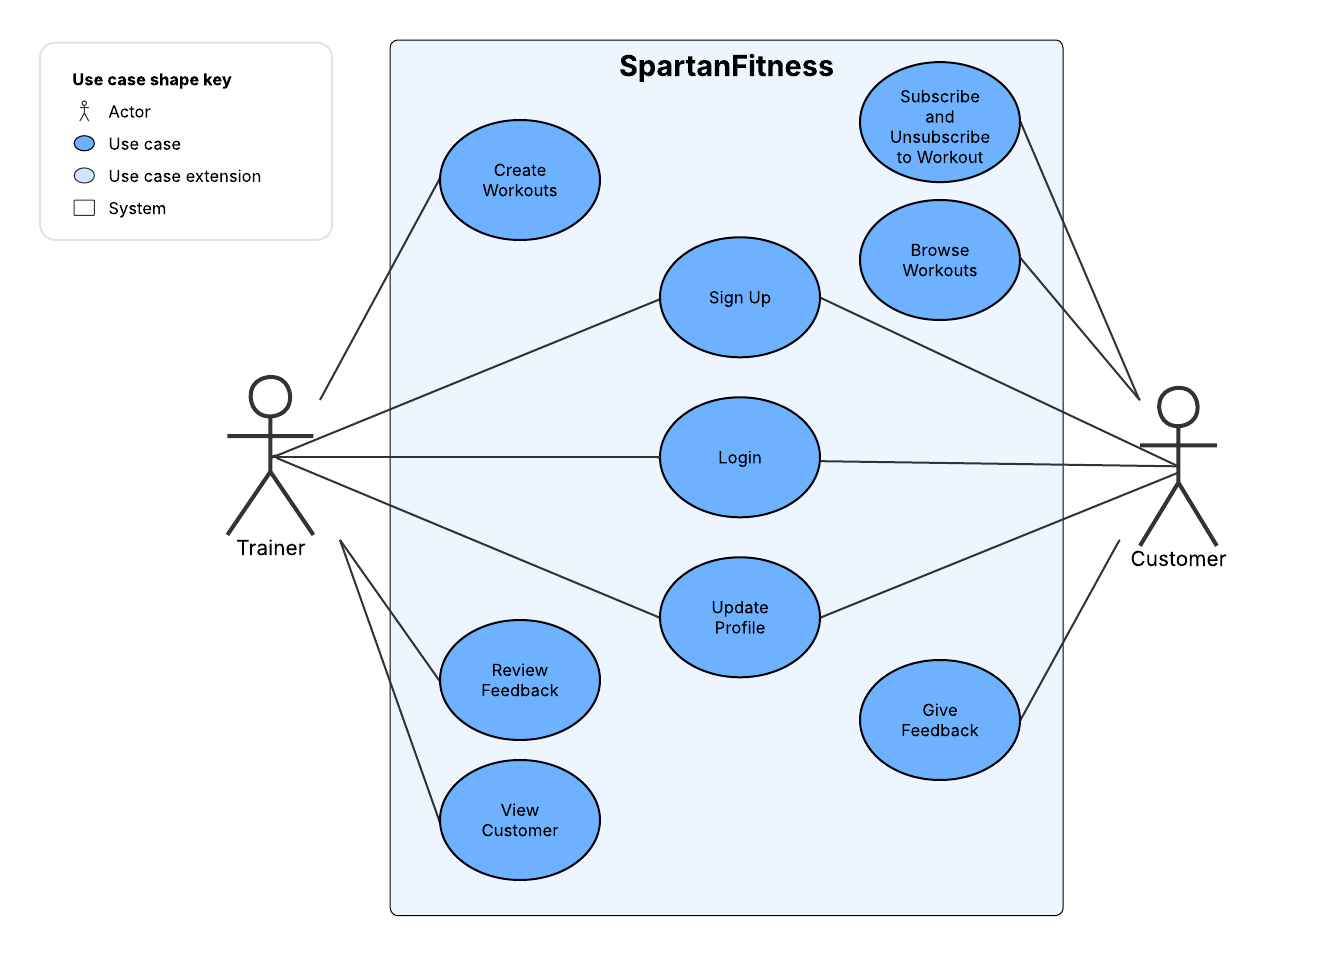 Use case shape key
Actor
Use case
Use case extension
System
SpartanFitness
Subscribe
and
Unsubscribe
to Workout
Create
Workouts
Browse
Workouts
Sign Up
Login
Trainer
Customer
Update
Profile
Review
Feedback
Give
Feedback
View
Customer